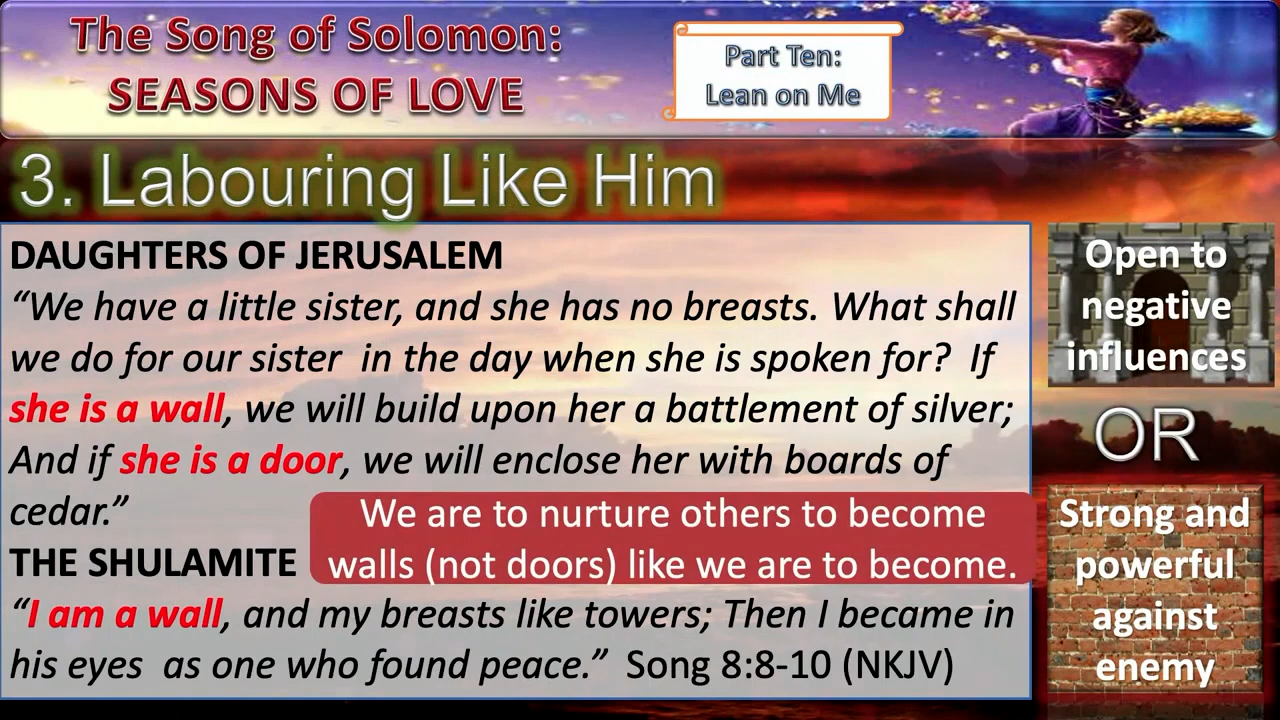 The Song of Solomon:
SEASONS OF LOVE
Part Ten:
Lean on Me
3. Labouring Like Him
DAUGHTERS OF JERUSALEM
“We have a little sister, and she has no breasts. What shall
we do for our sister  in the day when she is spoken for?  If
she is a wall, we will build upon her a battlement of silver;
And if she is a door, we will enclose her with boards of
cedar.”
THE SHULAMITE
“I am a wall, and my breasts like towers; Then I became in
his eyes  as one who found peace.”  Song 8:8-10 (NKJV)
We are to nurture others to become
walls (not doors) like we are to become.
Open to
negative
influences
OR
Strong and
powerful
against
enemy